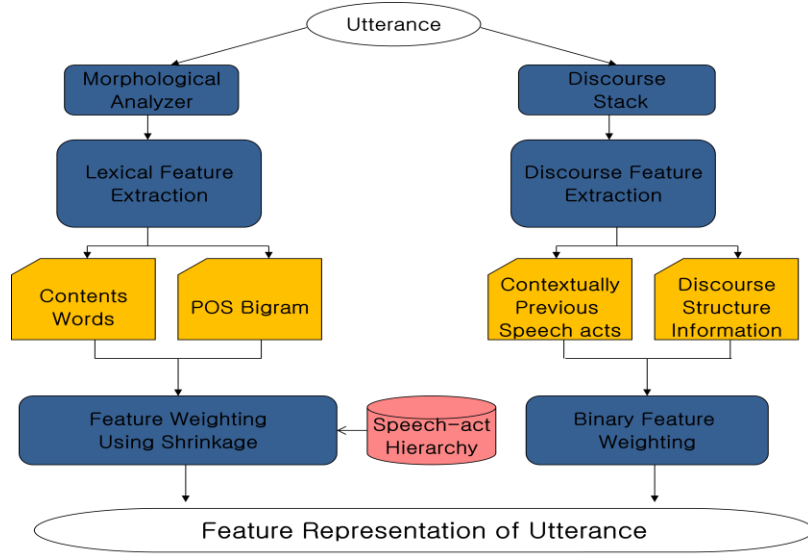 Utterance
Morphological
Analyzer
Discourse
Stack
Lexical Feature
Extraction
Discourse Feature
Extraction
Contents
Words
POS Bigram
Contextually
Previous
Speech acts
Discourse
Structure
Information
Feature Weighting
Using Shrinkage
Speech-act
Hierarchy
Binary Feature
Weighting
Feature Representation of Utterance